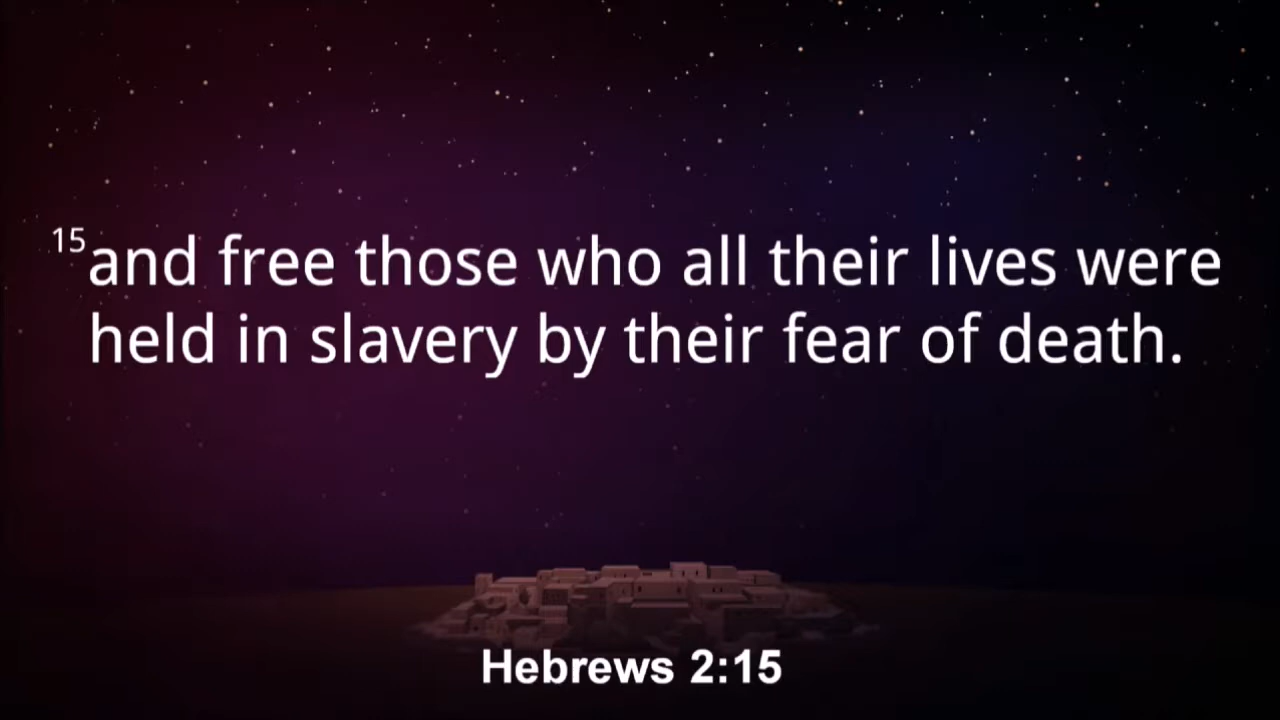 15and free those who all their lives were
held in slavery by their fear of death.
Hebrews 2:15